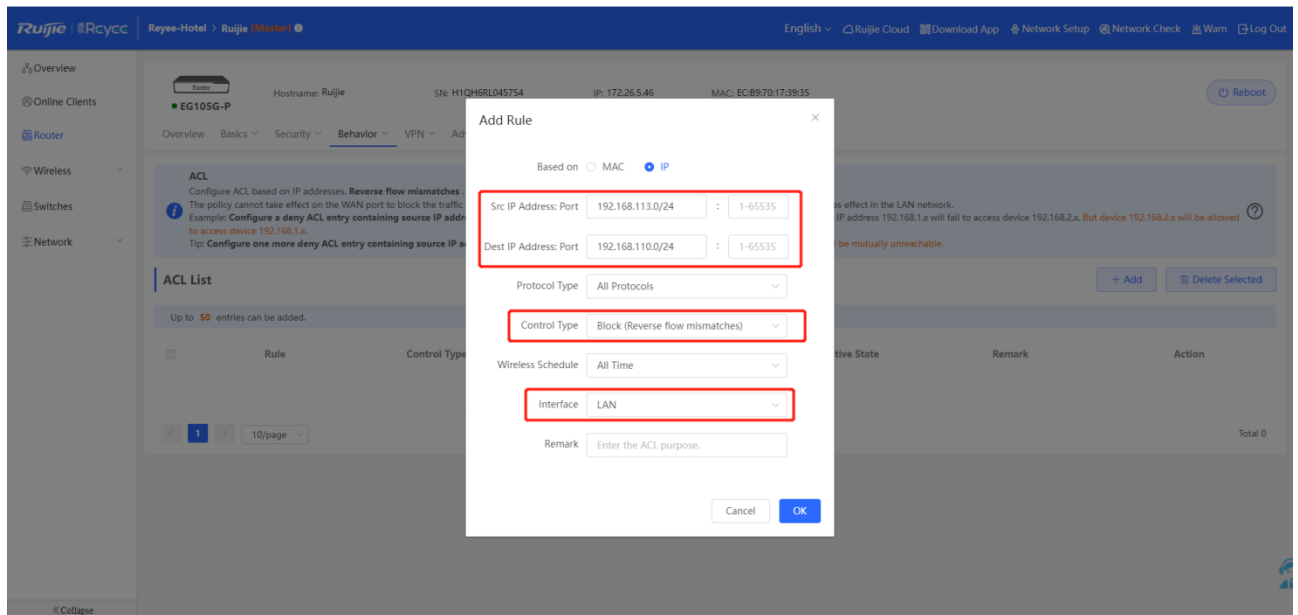 Ruijie | Reyee Reyee-Hotel > Ruijie [Master] English Ruijie Cloud Download App Network Setup Network Check Warn Log Out
Overview
Online Clients
Router
Wireless
Switches
Network
Collapse
Router
EG105G-P
Hostname: Ruijie SN: H1QH6RL045754 IP: 172.26.5.46 MAC: EC:B9:70:17:39:35
Reboot
Overview Basics Security Behavior VPN Ad
ACL
Configure ACL based on IP addresses. Reverse flow mismatches .
The policy cannot take effect on the WAN port to block the traffic
s effect in the LAN network.
Example: Configure a deny ACL entry containing source IP addr
IP address 192.168.1.x will fail to access device 192.168.2.x. But device 192.168.2.x will be allowed
to access device 192.168.1.x.
Tip: Configure one more deny ACL entry containing source IP a
be mutually unreachable.
ACL List
+ Add
Delete Selected
Up to 50 entries can be added.
Rule Control Type tive State Remark Action
1 10/page
Total 0
Add Rule
Based on MAC IP
Src IP Address: Port 192.168.113.0/24 : 1-65535
Dest IP Address: Port 192.168.110.0/24 : 1-65535
Protocol Type All Protocols
Control Type Block (Reverse flow mismatches)
Wireless Schedule All Time
Interface LAN
Remark Enter the ACL purpose.
Cancel OK